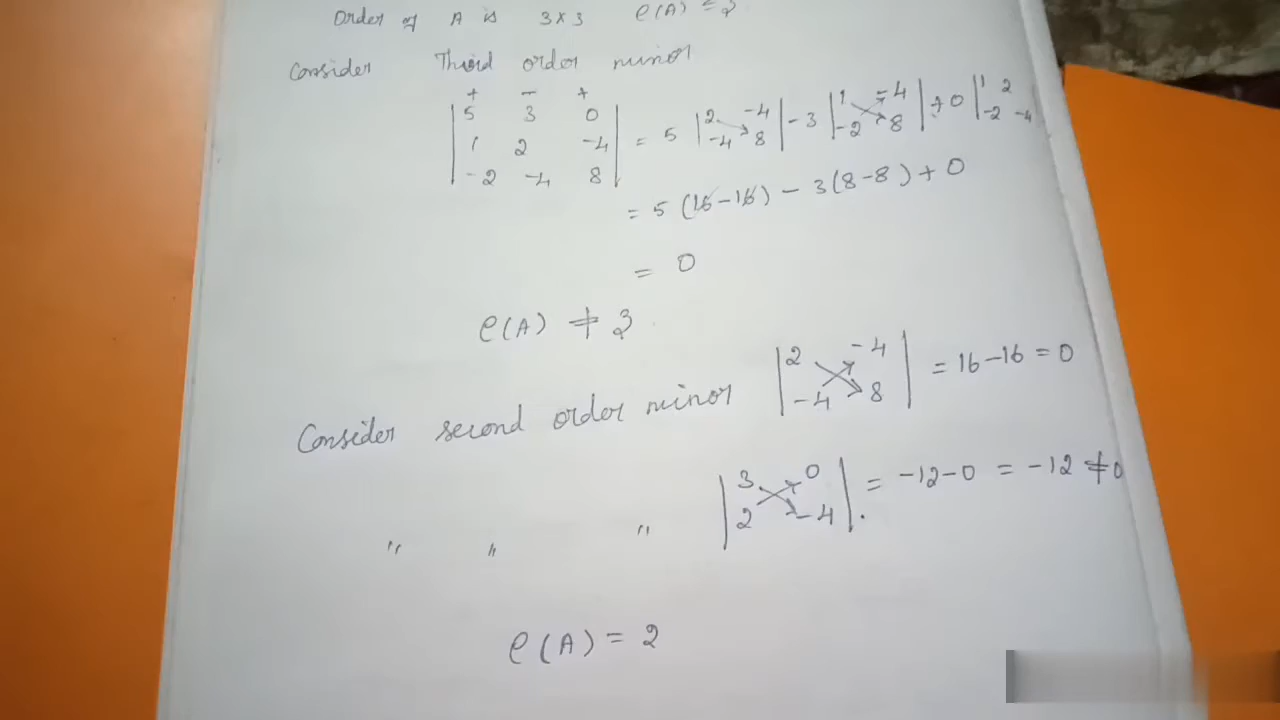 Order of A is 3×3 ρ(A) = ?
Consider Third order minor
+ − +
|5 3 0|
|1 2 -4|
|-2 -4 8|
= 5 |2 -4; -4 8| - 3 |1 -4; -2 8| + 0 |1 2; -2 -4|
= 5 (16-16) - 3(8-8) + 0
= 0
ρ(A) ≠ 3
Consider second order minor |2 -4; -4 8| = 16-16 = 0
" " " |3 0; 2 -4|. = -12-0 = -12 ≠ 0
ρ(A) = 2